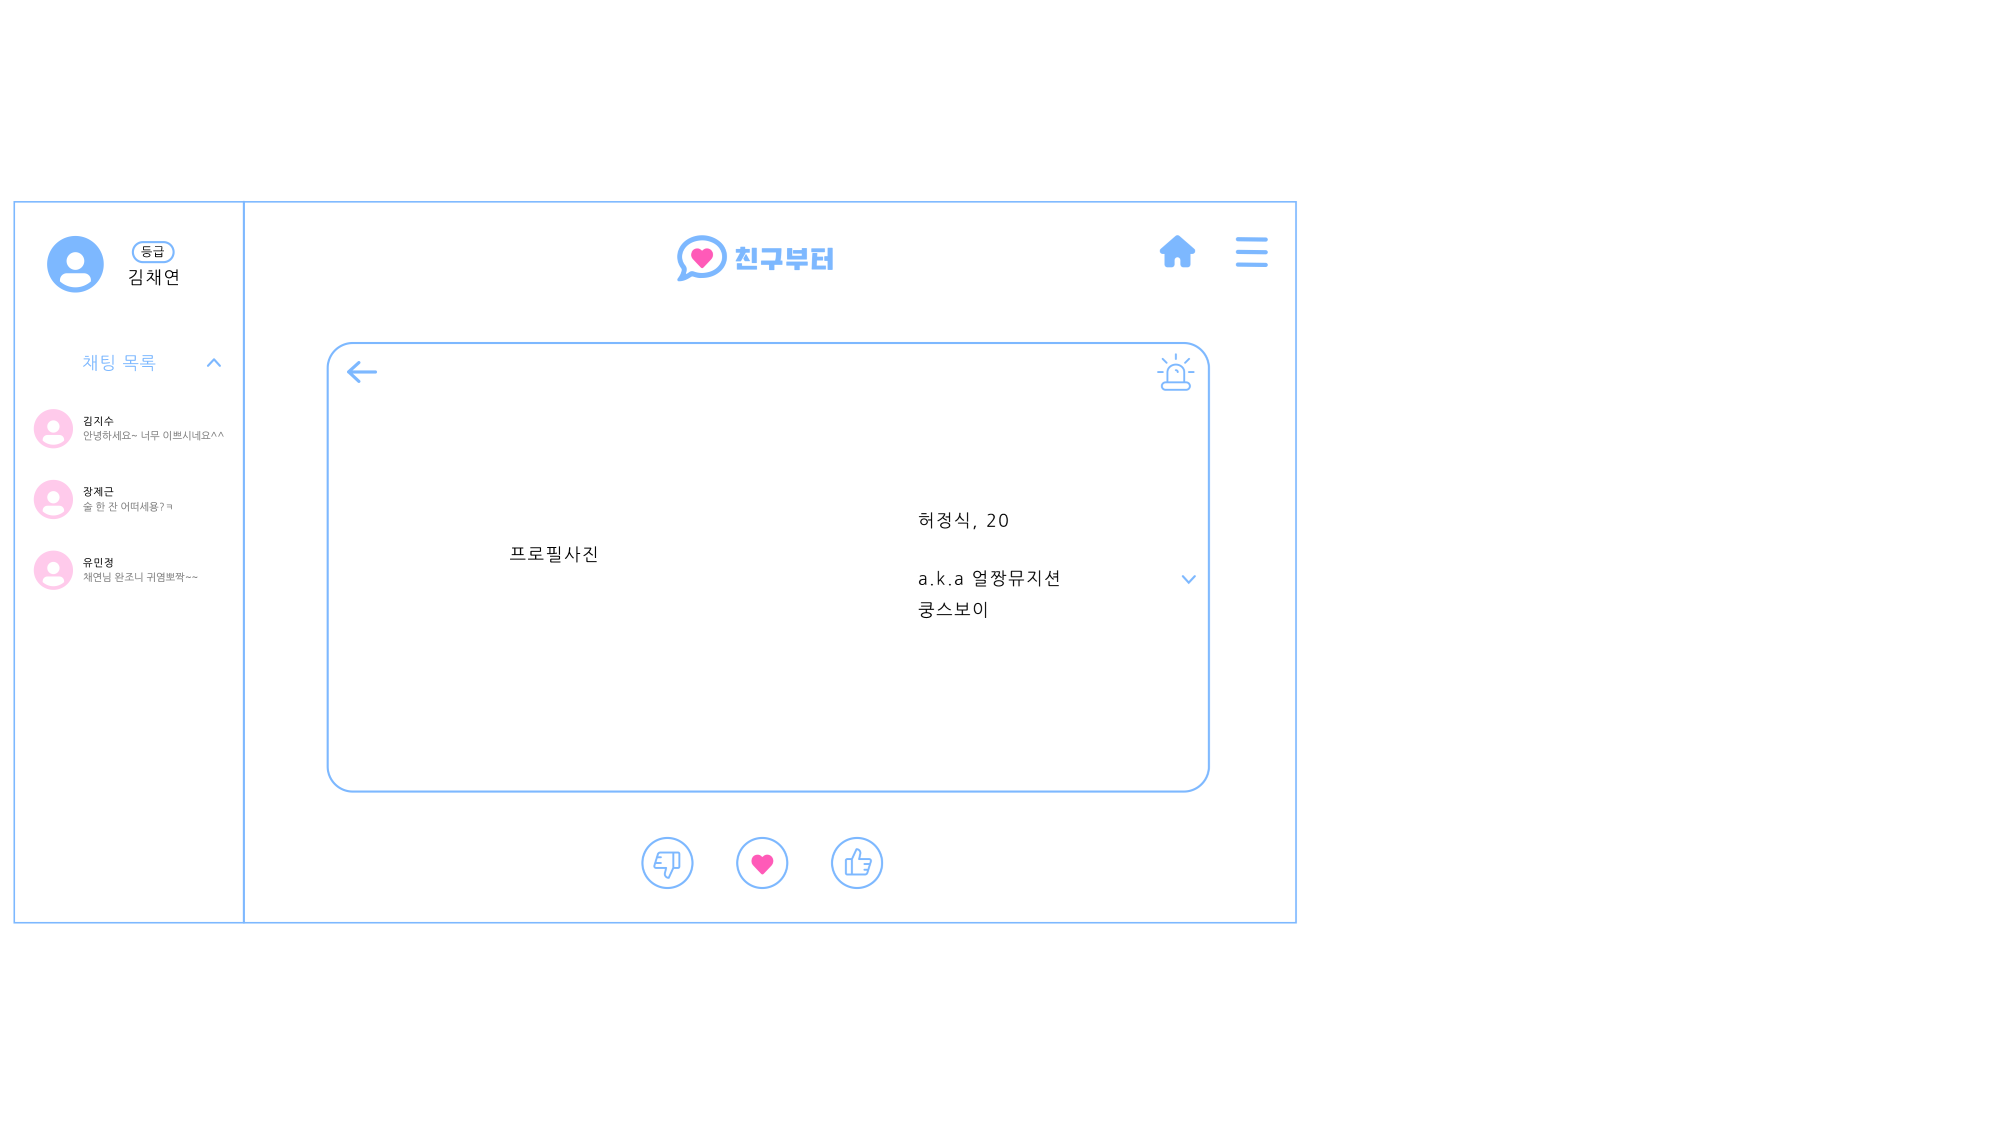 등급
김채연
친구부터
채팅 목록
김지수
안녕하세요~ 너무 이쁘시네요^^
장제근
술 한 잔 어떠세용?ㅋ
유민정
채연님 완조니 귀염뽀짝~~
프로필사진
허정식, 20
a.k.a 얼짱뮤지션
쿵스보이